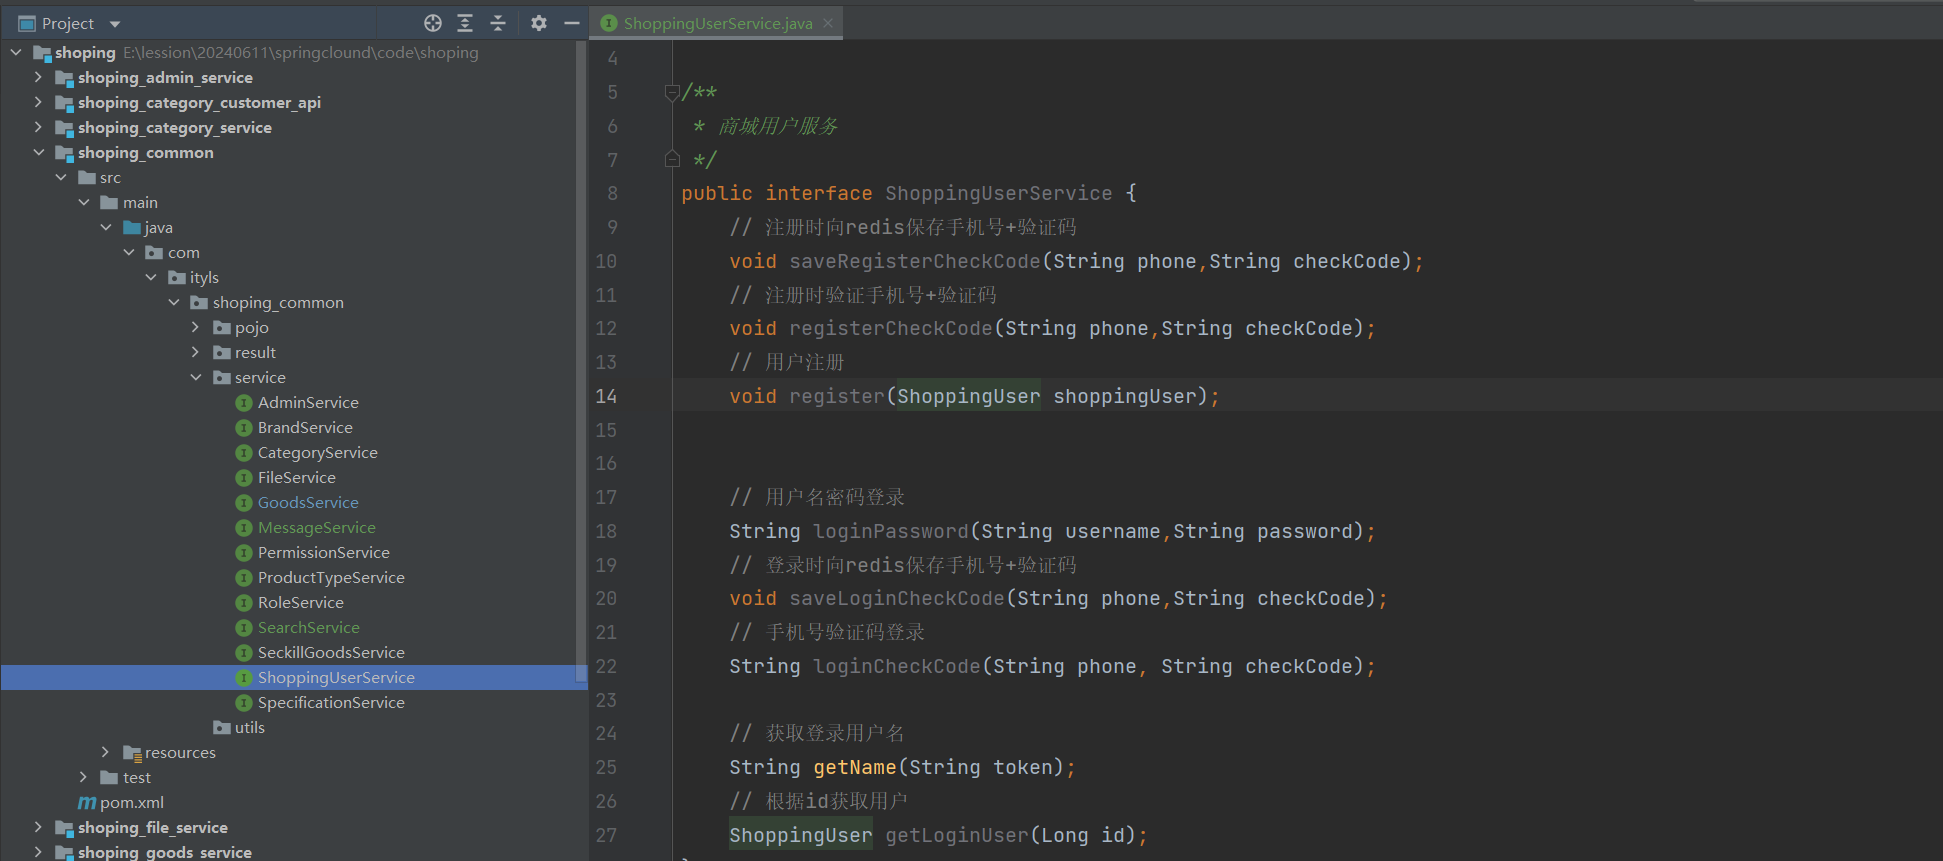 Project
shoping E:\lession\20240611\springclound\code\shoping
shoping_admin_service
shoping_category_customer_api
shoping_category_service
shoping_common
src
main
java
com
ityls
shoping_common
pojo
result
service
AdminService
BrandService
CategoryService
FileService
GoodsService
MessageService
PermissionService
ProductTypeService
RoleService
SearchService
SeckillGoodsService
ShoppingUserService
SpecificationService
utils
resources
test
pom.xml
shoping_file_service
shoping_goods_service
ShoppingUserService.java
4
5 /**
6 * 商城用户服务
7 */
8 public interface ShoppingUserService {
9 // 注册时向redis保存手机号+验证码
10 void saveRegisterCheckCode(String phone,String checkCode);
11 // 注册时验证手机号+验证码
12 void registerCheckCode(String phone,String checkCode);
13 // 用户注册
14 void register(ShoppingUser shoppingUser);
15
16
17 // 用户名密码登录
18 String loginPassword(String username,String password);
19 // 登录时向redis保存手机号+验证码
20 void saveLoginCheckCode(String phone,String checkCode);
21 // 手机号验证码登录
22 String loginCheckCode(String phone, String checkCode);
23
24 // 获取登录用户名
25 String getName(String token);
26 // 根据id获取用户
27 ShoppingUser getLoginUser(Long id);